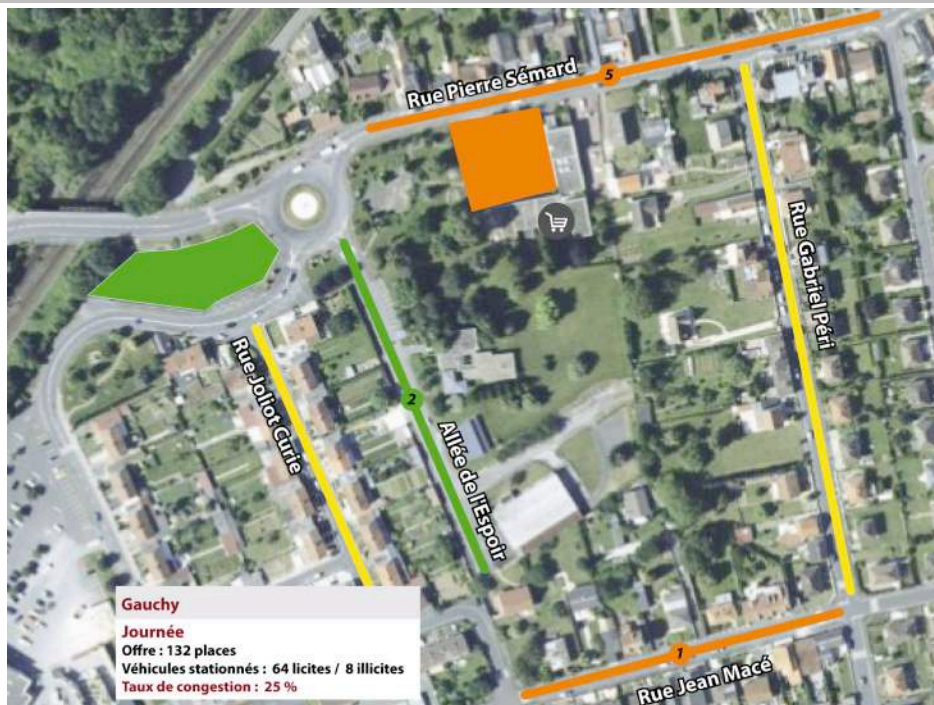 Rue Pierre Sémard
5
Rue Gabriel Péri
Rue Joliot Curie
2
Allée de l'Espoir
Gauchy
Journée
Offre : 132 places
Véhicules stationnés : 64 licites / 8 illicites
Taux de congestion : 25 %
1
Rue Jean Macé